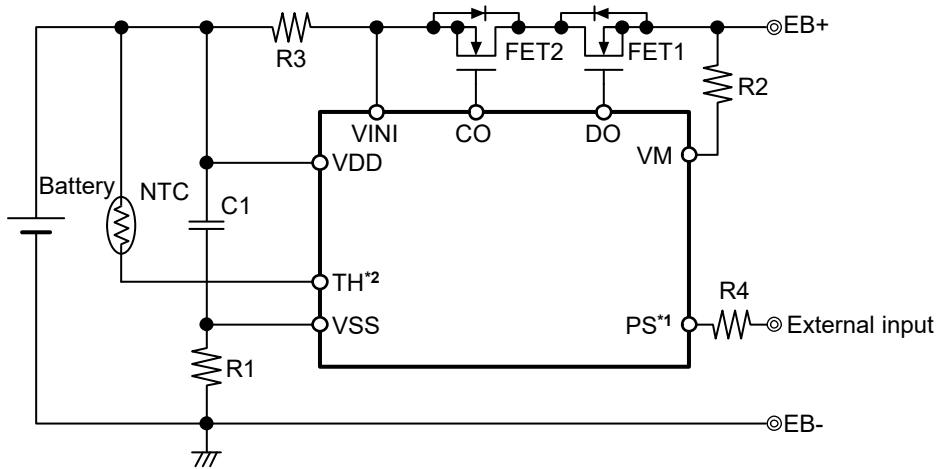 R3
FET2
FET1
EB+
R2
VINI
CO
DO
VM
VDD
Battery
NTC
C1
TH*2
VSS
R4
PS*1
External input
R1
EB-